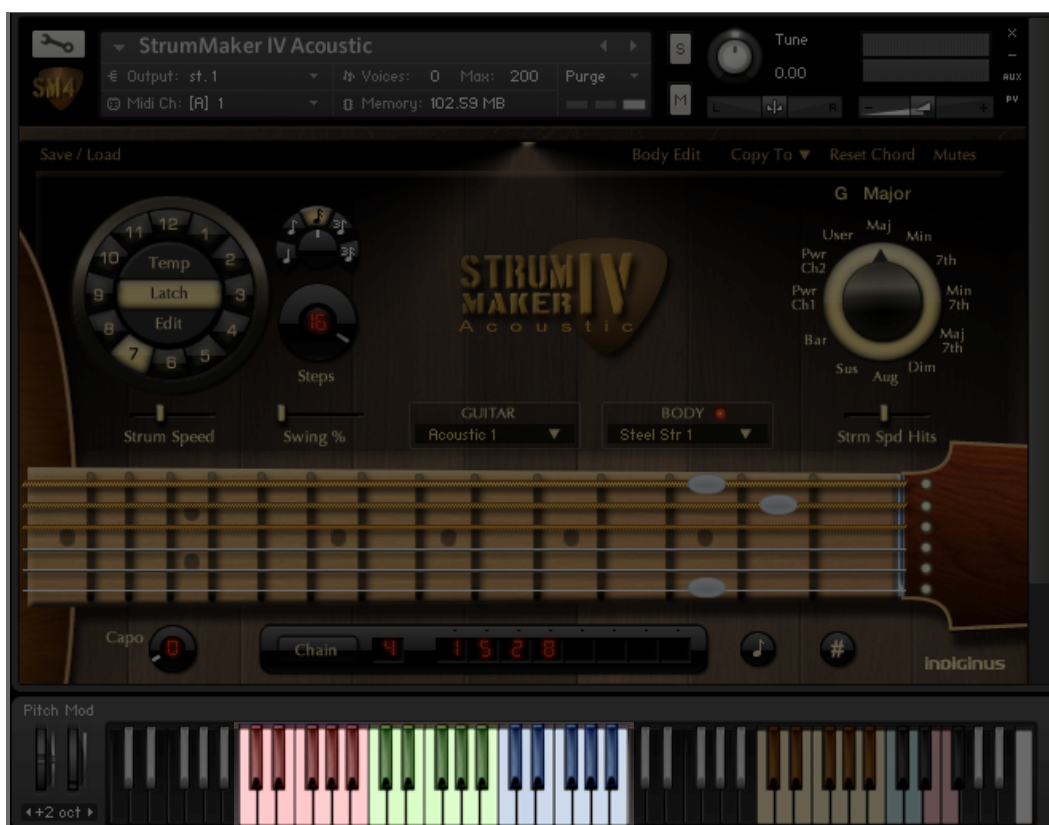 StrumMaker IV Acoustic
S
Tune
0.00
Output: st.1
Voices: 0 Max: 200
Purge
AUX
PV
SM4
Midi Ch: [A] 1
Memory: 102.59 MB
M
L
R
Save / Load
Body Edit
Copy To
Reset Chord
Mutes
G Major
12
1
2
3
4
5
6
7
8
9
10
11
Temp
Latch
Edit
16
Steps
STRUM
MAKER
IV
Acoustic
User
Maj
Min
7th
Min
7th
Maj
7th
Dim
Aug
Sus
Bar
Pwr
Ch1
Pwr
Ch2
Strum Speed
Swing %
GUITAR
Acoustic 1
BODY
Steel Str 1
Strm Spd Hits
Capo
0
Chain
4
1 5 2 8
#
indiginus
Pitch Mod
+2 oct